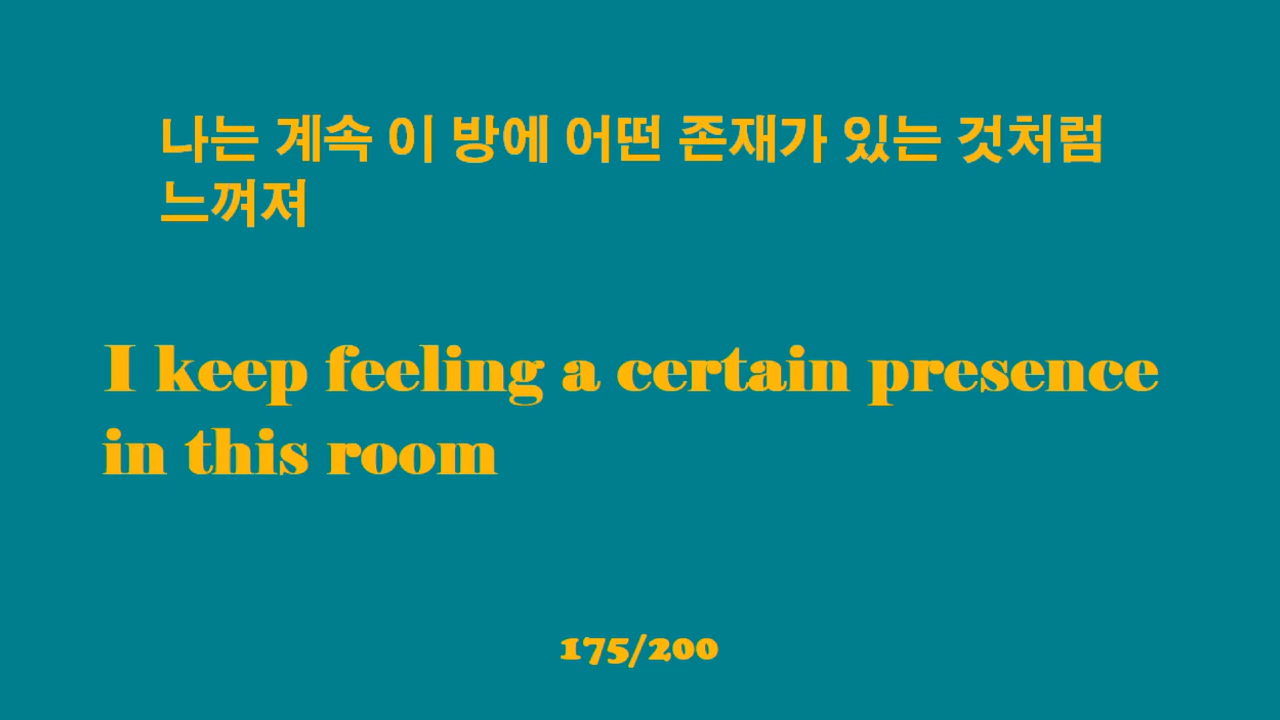 나는 계속 이 방에 어떤 존재가 있는 것처럼
느껴져
I keep feeling a certain presence
in this room
175/200